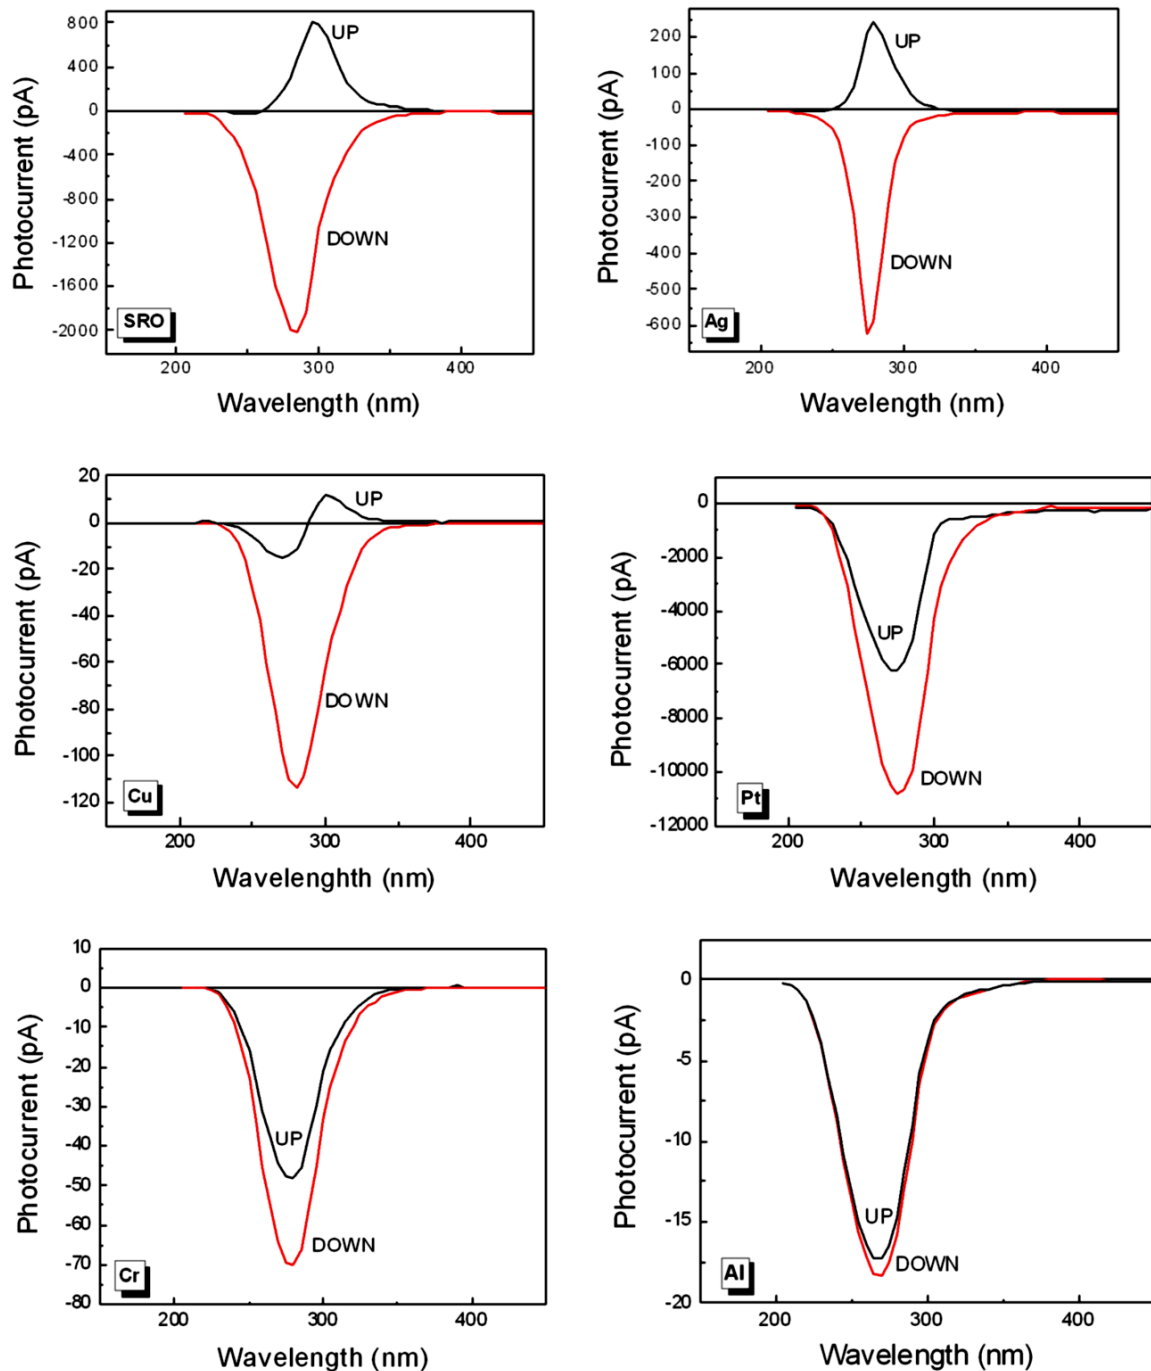 Photocurrent (pA)
800
400
0
-400
-800
-1200
-1600
-2000
UP
DOWN
SRO
200 300 400
Wavelength (nm)
Photocurrent (pA)
200
100
0
-100
-200
-300
-400
-500
-600
UP
DOWN
Ag
200 300 400
Wavelength (nm)
Photocurrent (pA)
20
0
-20
-40
-60
-80
-100
-120
UP
DOWN
Cu
200 300 400
Wavelenghth (nm)
Photocurrent (pA)
0
-2000
-4000
-6000
-8000
-10000
-12000
UP
DOWN
Pt
200 300 400
Wavelength (nm)
Photocurrent (pA)
10
0
-10
-20
-30
-40
-50
-60
-70
-80
UP
DOWN
Cr
200 300 400
Wavelength (nm)
Photocurrent (pA)
0
-5
-10
-15
-20
UP
DOWN
Al
200 300 400
Wavelength (nm)